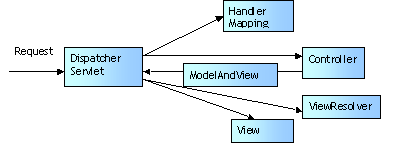 Handler
Mapping
Request
Dispatcher
Servlet
Controller
ModelAndView
ViewResolver
View